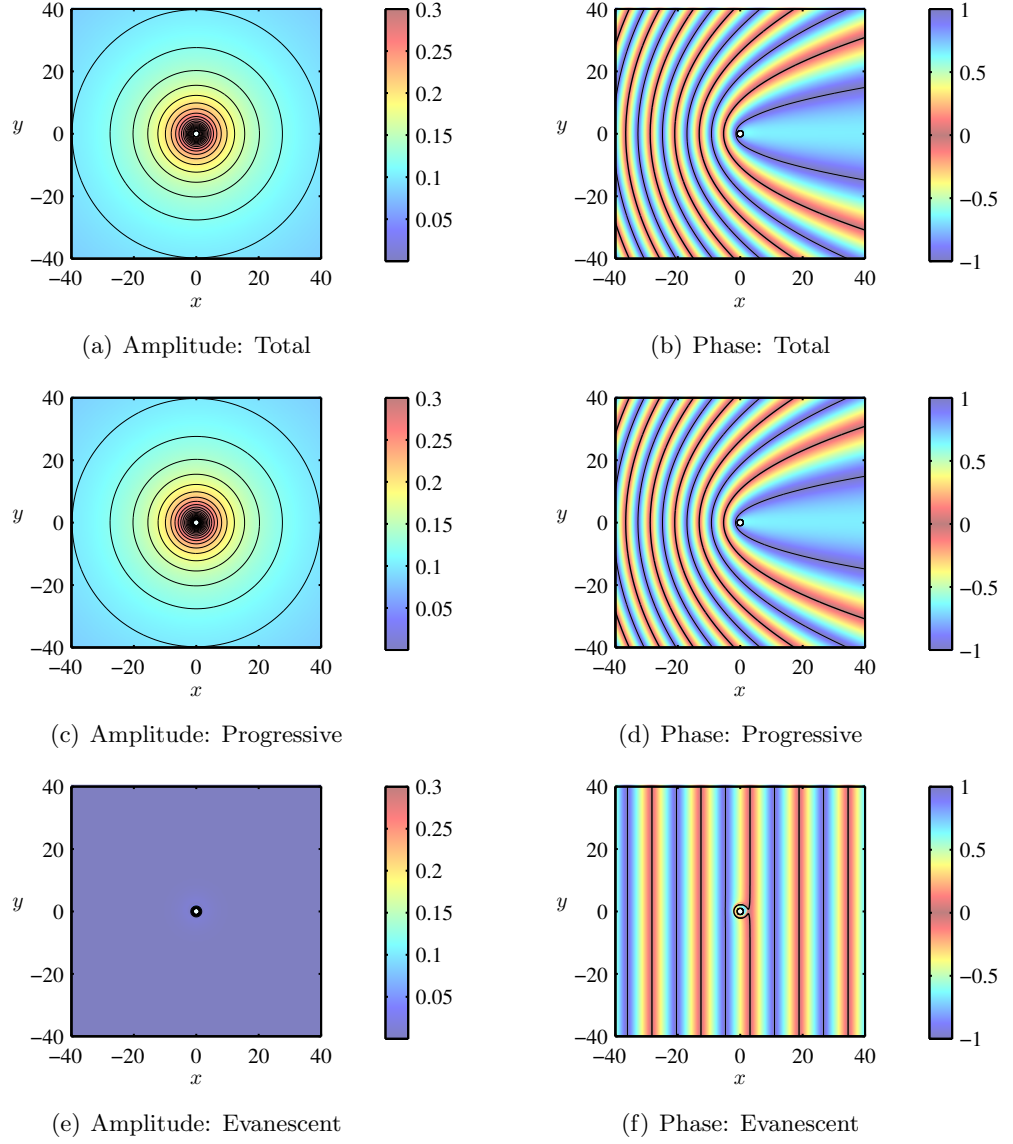 40
20
0
−20
−40
y
−40 −20 0 20 40
x
0.3
0.25
0.2
0.15
0.1
0.05
(a) Amplitude: Total
40
20
0
−20
−40
y
−40 −20 0 20 40
x
1
0.5
0
−0.5
−1
(b) Phase: Total
40
20
0
−20
−40
y
−40 −20 0 20 40
x
0.3
0.25
0.2
0.15
0.1
0.05
(c) Amplitude: Progressive
40
20
0
−20
−40
y
−40 −20 0 20 40
x
1
0.5
0
−0.5
−1
(d) Phase: Progressive
40
20
0
−20
−40
y
−40 −20 0 20 40
x
0.3
0.25
0.2
0.15
0.1
0.05
(e) Amplitude: Evanescent
40
20
0
−20
−40
y
−40 −20 0 20 40
x
1
0.5
0
−0.5
−1
(f) Phase: Evanescent